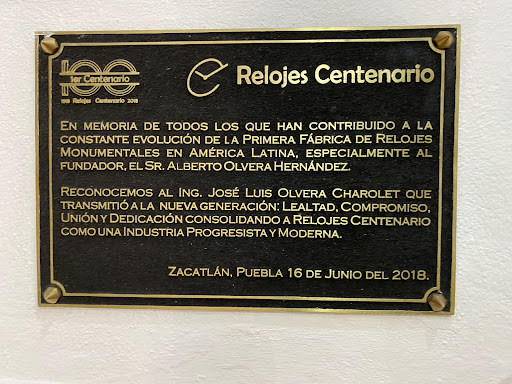 100
1er Centenario
1918 Relojes Centenario 2018
Relojes Centenario
EN MEMORIA DE TODOS LOS QUE HAN CONTRIBUIDO A LA
CONSTANTE EVOLUCIÓN DE LA PRIMERA FÁBRICA DE RELOJES
MONUMENTALES EN AMÉRICA LATINA, ESPECIALMENTE AL
FUNDADOR, EL SR. ALBERTO OLVERA HERNÁNDEZ.
RECONOCEMOS AL ING. JOSÉ LUIS OLVERA CHAROLET QUE
TRANSMITIÓ A LA NUEVA GENERACIÓN: LEALTAD, COMPROMISO,
UNIÓN Y DEDICACIÓN CONSOLIDANDO A RELOJES CENTENARIO
COMO UNA INDUSTRIA PROGRESISTA Y MODERNA.
ZACATLÁN, PUEBLA 16 DE JUNIO DEL 2018.